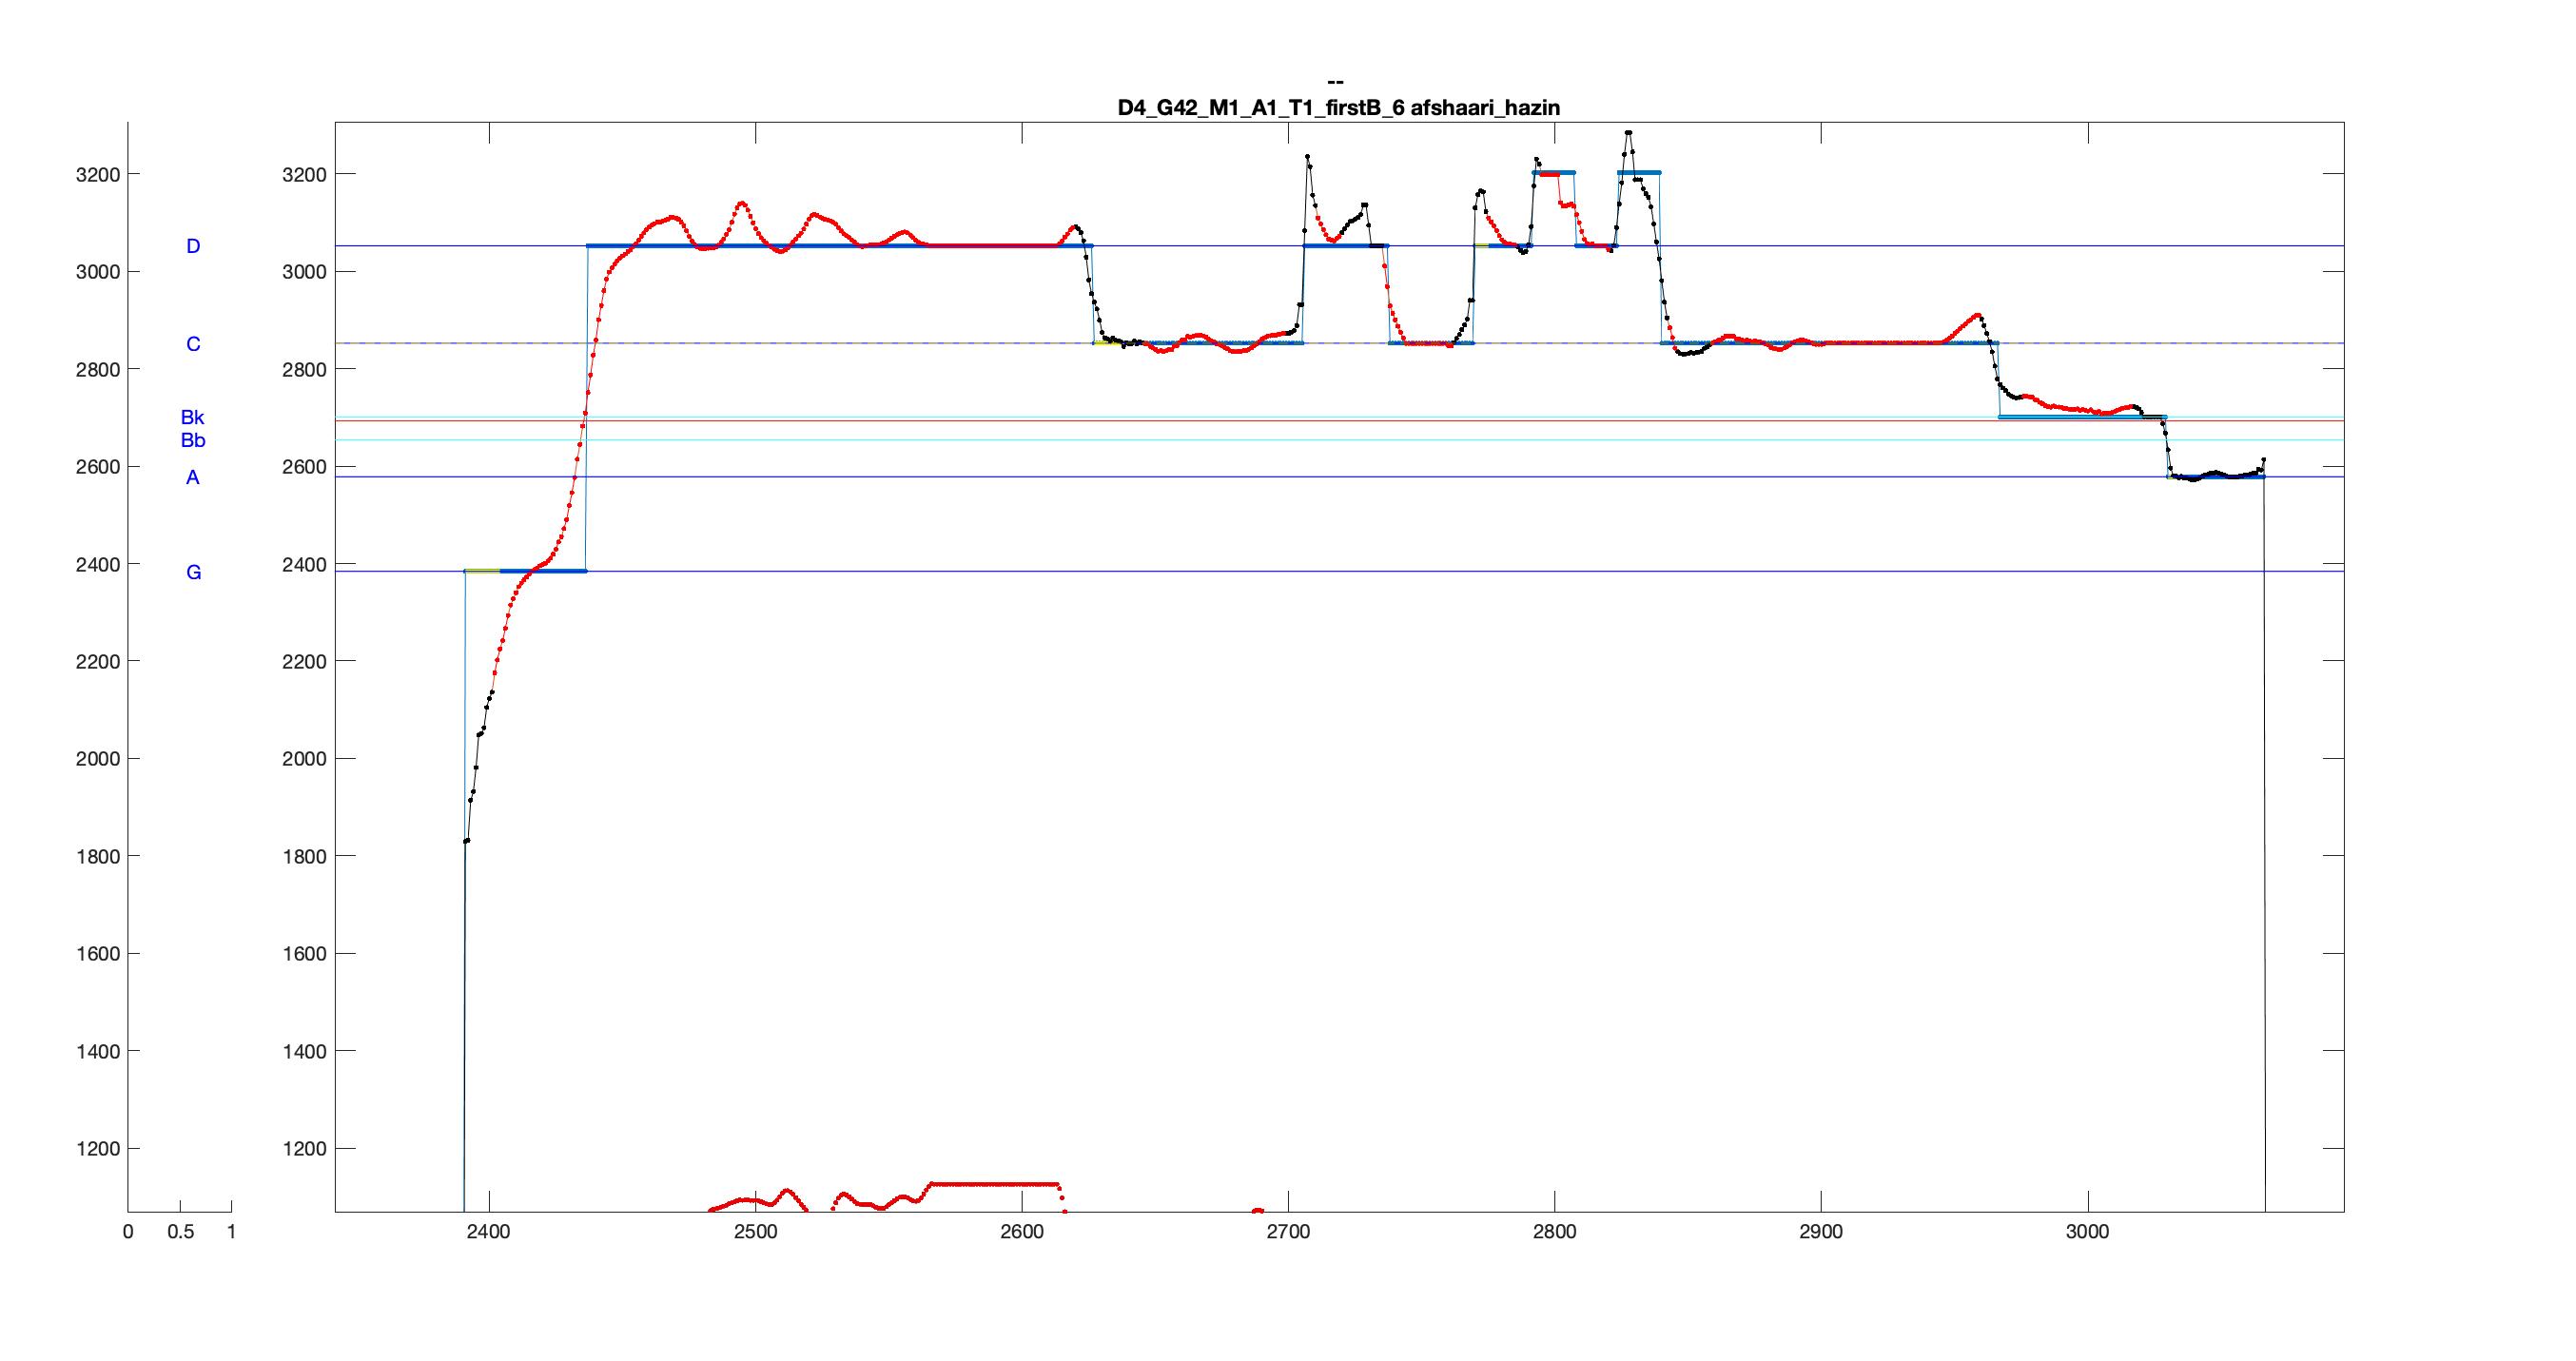 --
D4_G42_M1_A1_T1_firstB_6 afshaari_hazin
3200 3200
D
3000 3000
C
2800 2800
Bk
Bb
2600 2600
A
2400 2400
G
2200 2200
2000 2000
1800 1800
1600 1600
1400 1400
1200 1200
0 0.5 1 2400 2500 2600 2700 2800 2900 3000